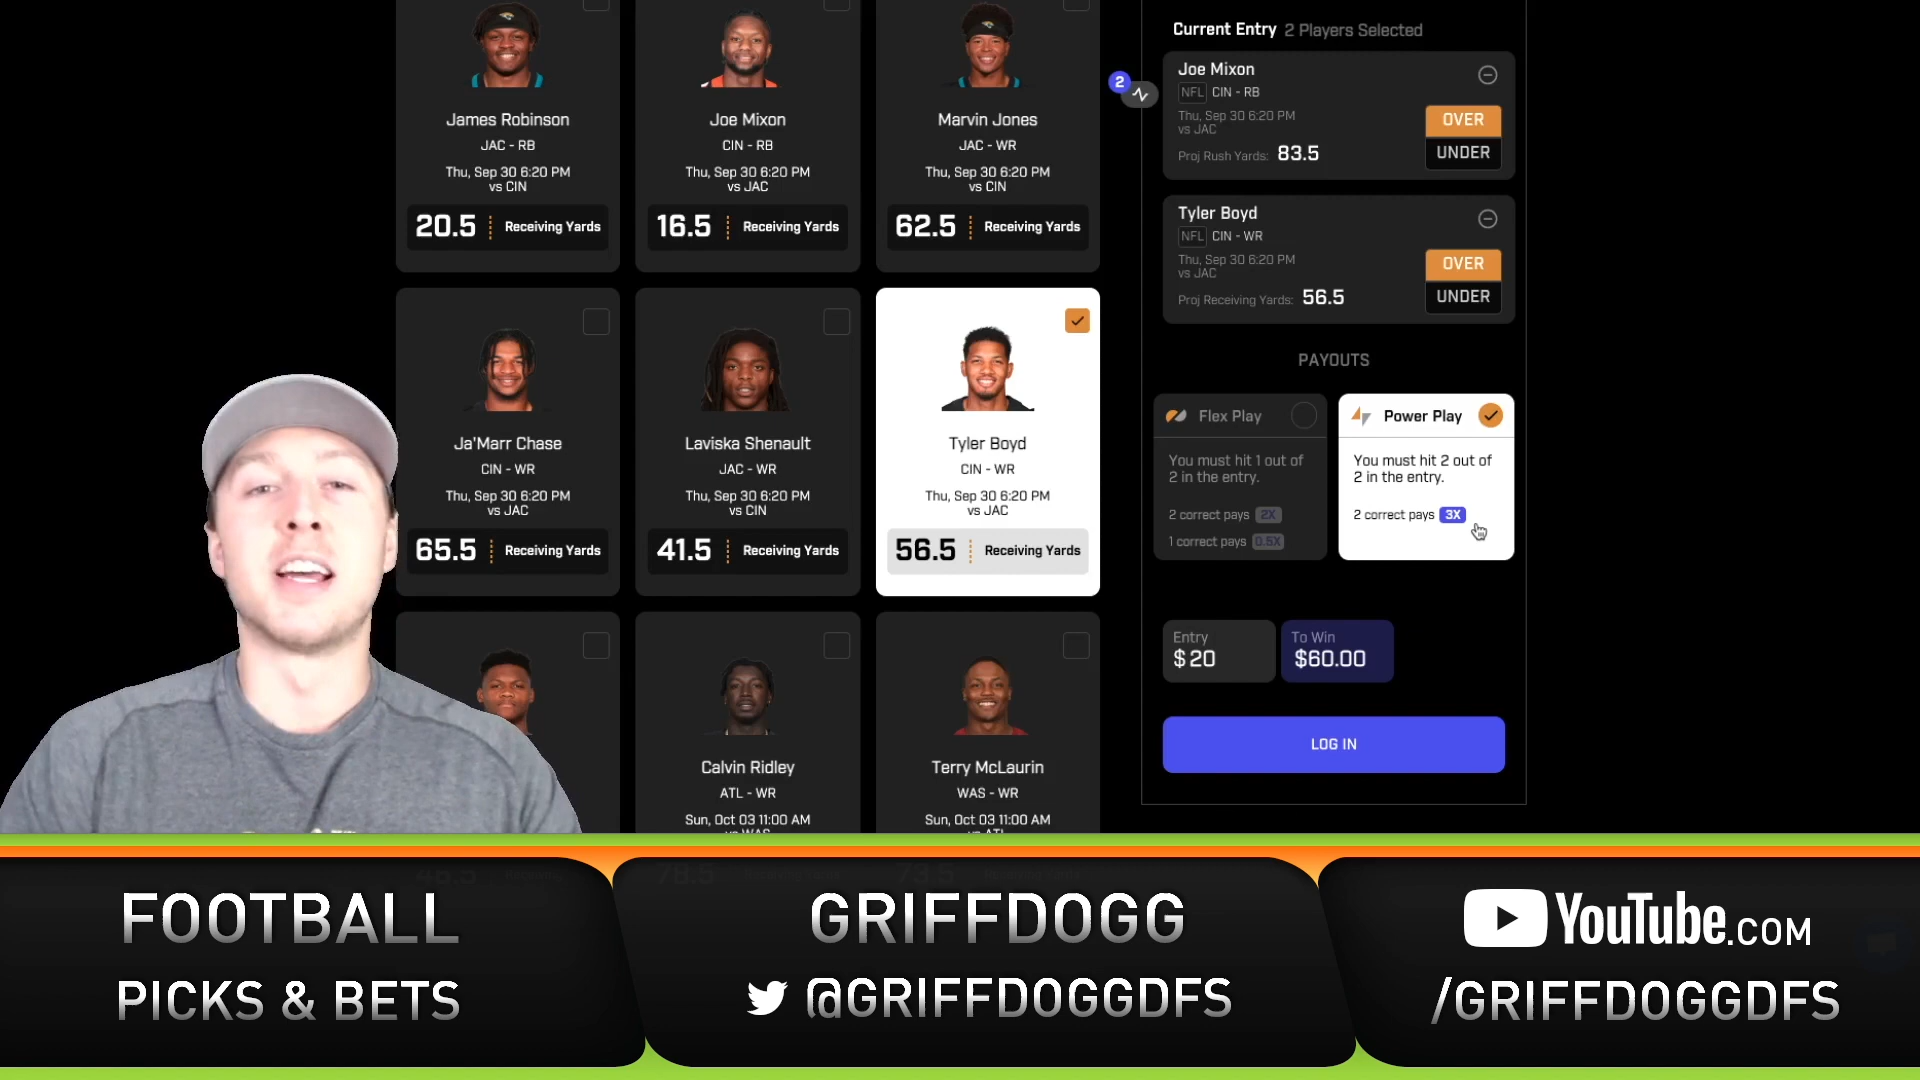 James Robinson
JAC - RB
Thu, Sep 30 6:20 PM
vs CIN
20.5 Receiving Yards
Joe Mixon
CIN - RB
Thu, Sep 30 6:20 PM
vs JAC
16.5 Receiving Yards
Marvin Jones
JAC - WR
Thu, Sep 30 6:20 PM
vs CIN
62.5 Receiving Yards
Ja'Marr Chase
CIN - WR
Thu, Sep 30 6:20 PM
vs JAC
65.5 Receiving Yards
Laviska Shenault
JAC - WR
Thu, Sep 30 6:20 PM
vs CIN
41.5 Receiving Yards
Tyler Boyd
CIN - WR
Thu, Sep 30 6:20 PM
vs JAC
56.5 Receiving Yards
Calvin Ridley
ATL - WR
Sun, Oct 03 11:00 AM
vs WAS
Terry McLaurin
WAS - WR
Sun, Oct 03 11:00 AM
vs ATL
2
Current Entry 2 Players Selected
Joe Mixon
NFL CIN - RB
Thu, Sep 30 6:20 PM
vs JAC
Proj Rush Yards: 83.5
OVER
UNDER
Tyler Boyd
NFL CIN - WR
Thu, Sep 30 6:20 PM
vs JAC
Proj Receiving Yards: 56.5
OVER
UNDER
PAYOUTS
Flex Play
You must hit 1 out of
2 in the entry.
2 correct pays 2X
1 correct pays 0.5X
Power Play
You must hit 2 out of
2 in the entry.
2 correct pays 3X
Entry
$ 20
To Win
$60.00
LOG IN
FOOTBALL
PICKS & BETS
GRIFFDOGG
@GRIFFDOGGDFS
YouTube.COM
/GRIFFDOGGDFS